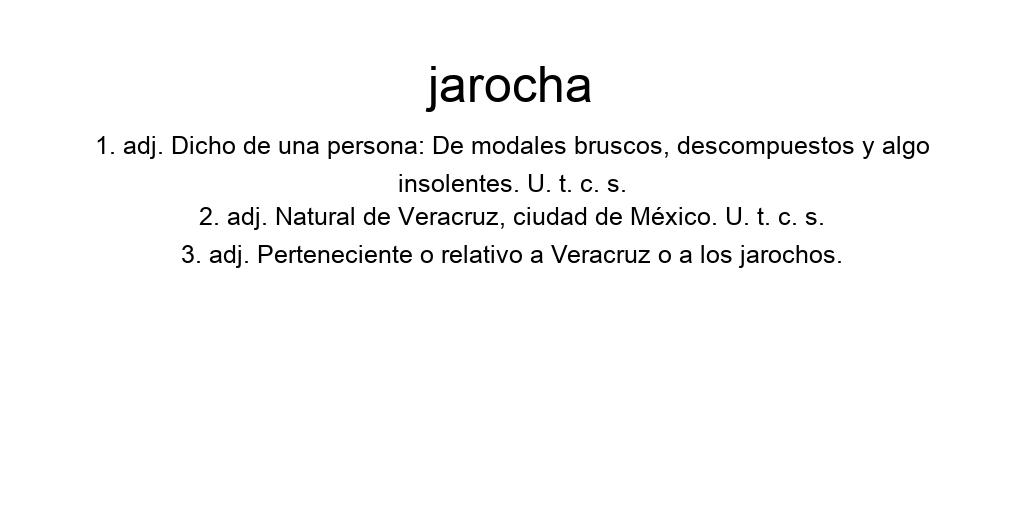 jarocha
1. adj. Dicho de una persona: De modales bruscos, descompuestos y algo
insolentes. U. t. c. s.
2. adj. Natural de Veracruz, ciudad de México. U. t. c. s.
3. adj. Perteneciente o relativo a Veracruz o a los jarochos.